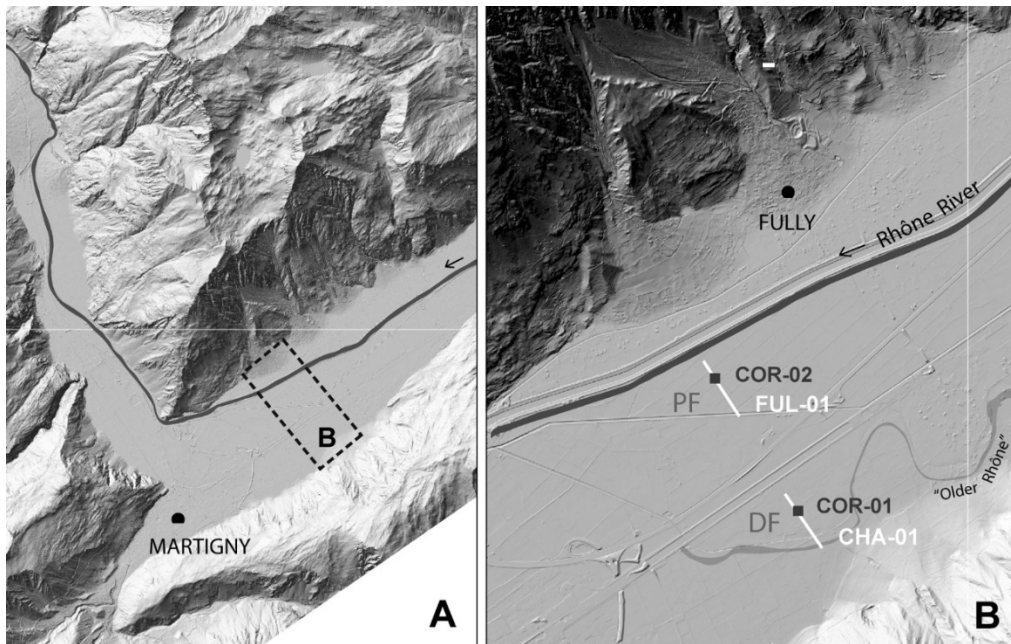 MARTIGNY
B
A
FULLY
Rhône River
COR-02
PF
FUL-01
"Older Rhône"
COR-01
DF
CHA-01
B